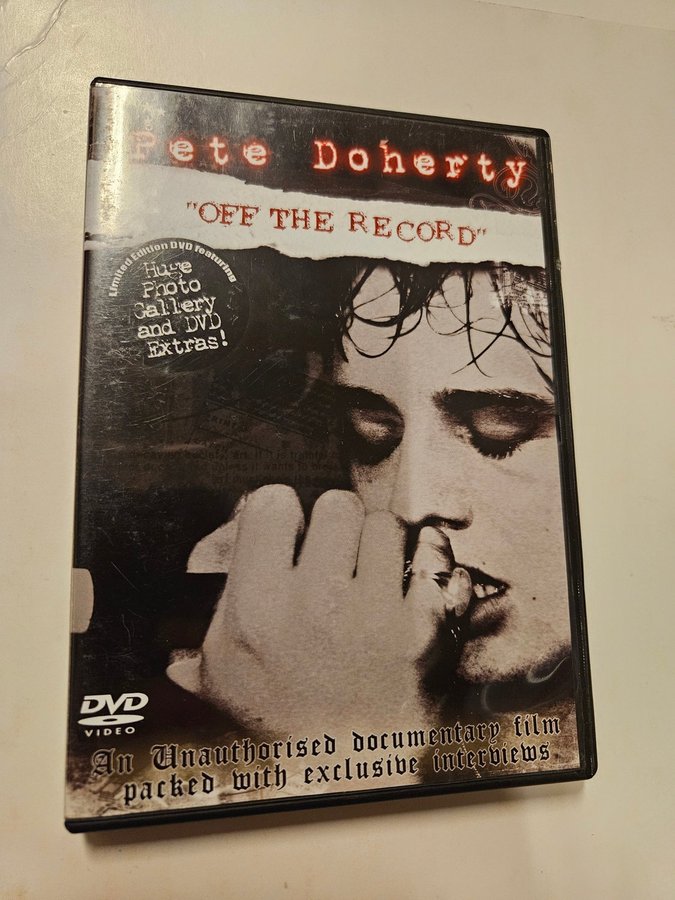 Pete Doherty
"OFF THE RECORD"
Limited Edition DVD featuring
Huge
Photo
Gallery
and DVD
Extras!
DVD
VIDEO
An Unauthorised documentary film
packed with exclusive interviews